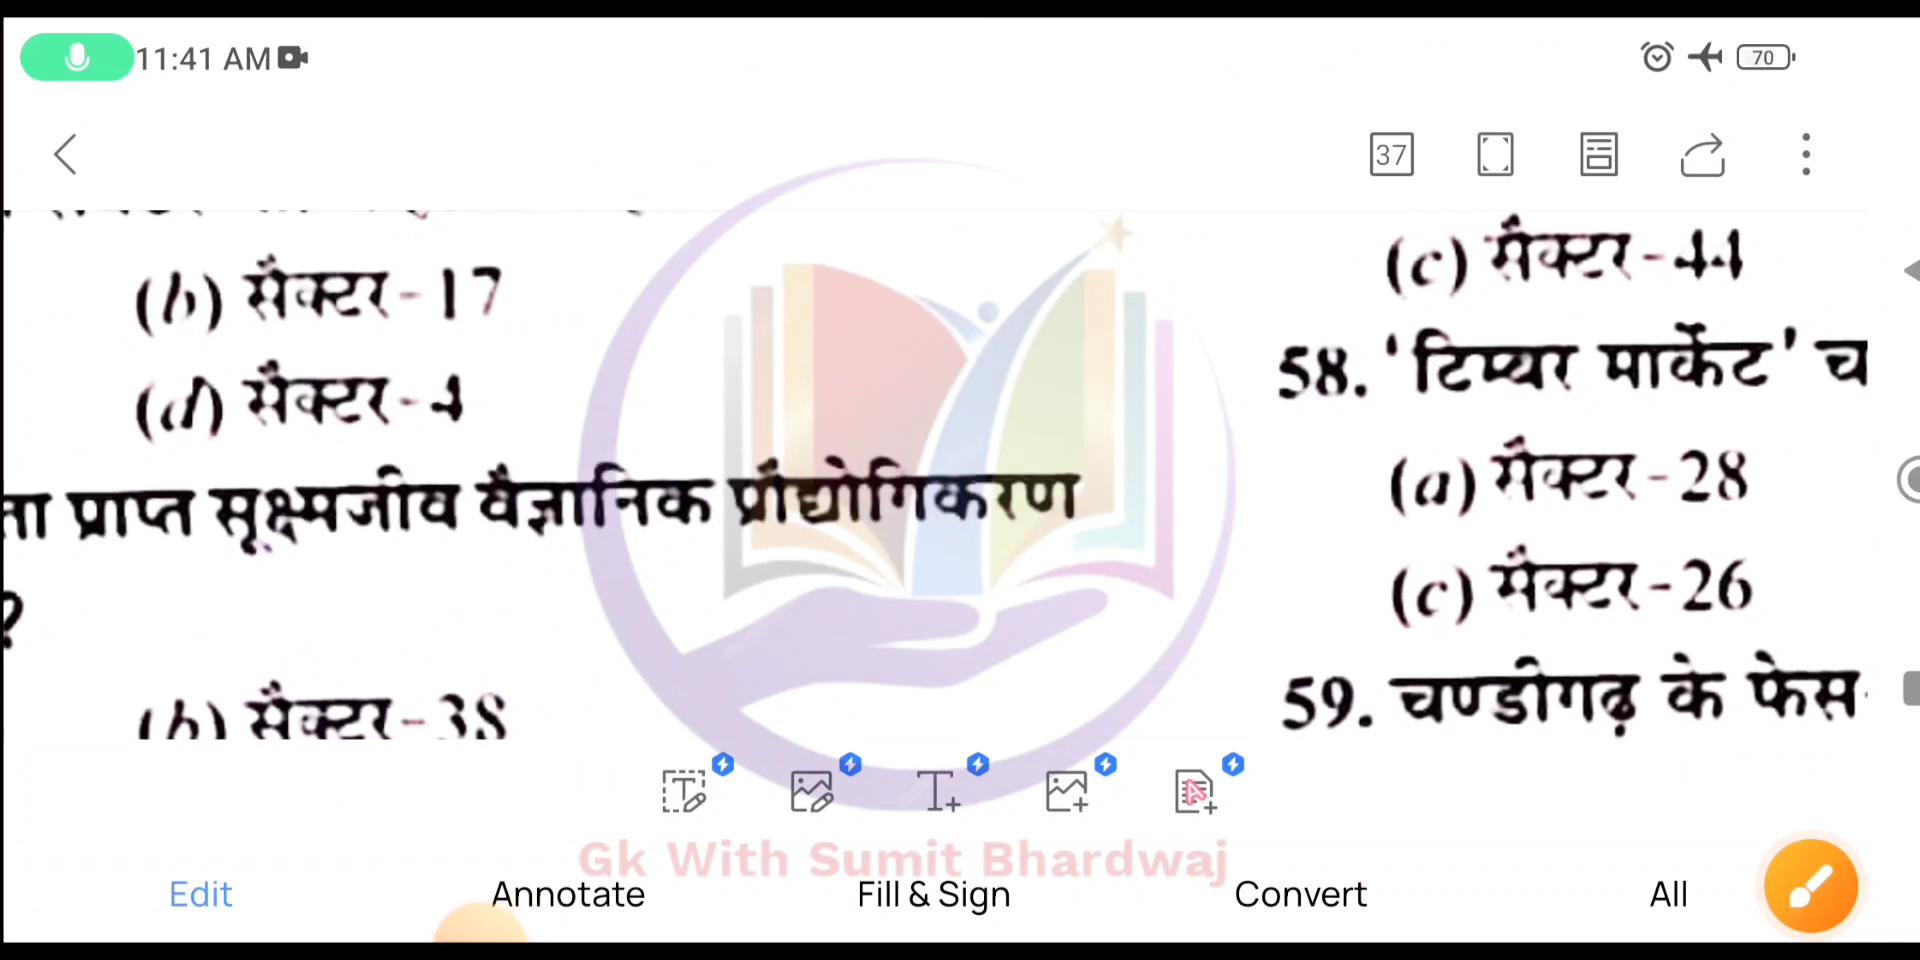 11:41 AM
70
37
(b) सैक्टर-17
(d) सैक्टर-4
ता प्राप्त सूक्ष्मजीव वैज्ञानिक प्रौद्योगिकरण
?
(b) सैक्टर-38
(c) सैक्टर-44
58. 'टिम्बर मार्केट' च
(a) सैक्टर-28
(c) सैक्टर-26
59. चण्डीगढ़ के फेस
Gk With Sumit Bhardwaj
Edit
Annotate
Fill & Sign
Convert
All